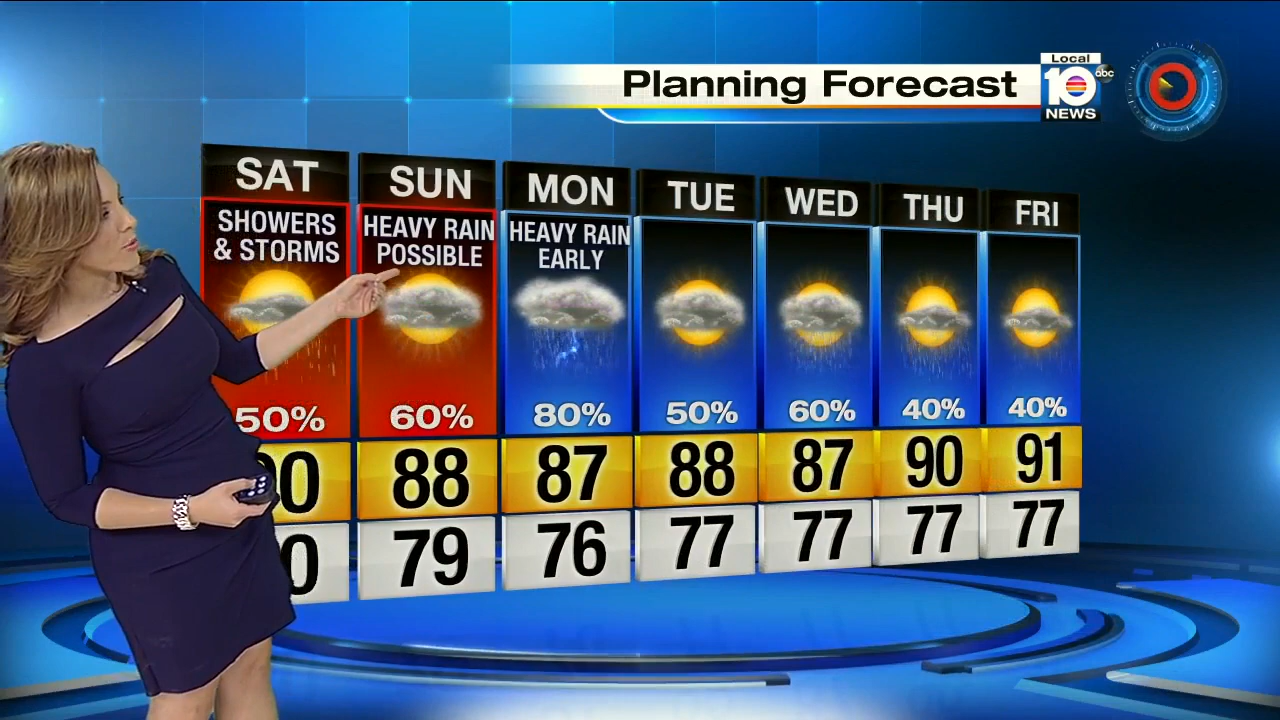 Planning Forecast
Local
10
abc
NEWS
SAT SUN MON TUE WED THU FRI
SHOWERS HEAVY RAIN HEAVY RAIN
& STORMS POSSIBLE EARLY
50% 60% 80% 50% 60% 40% 40%
88 87 88 87 90 91
79 76 77 77 77 77